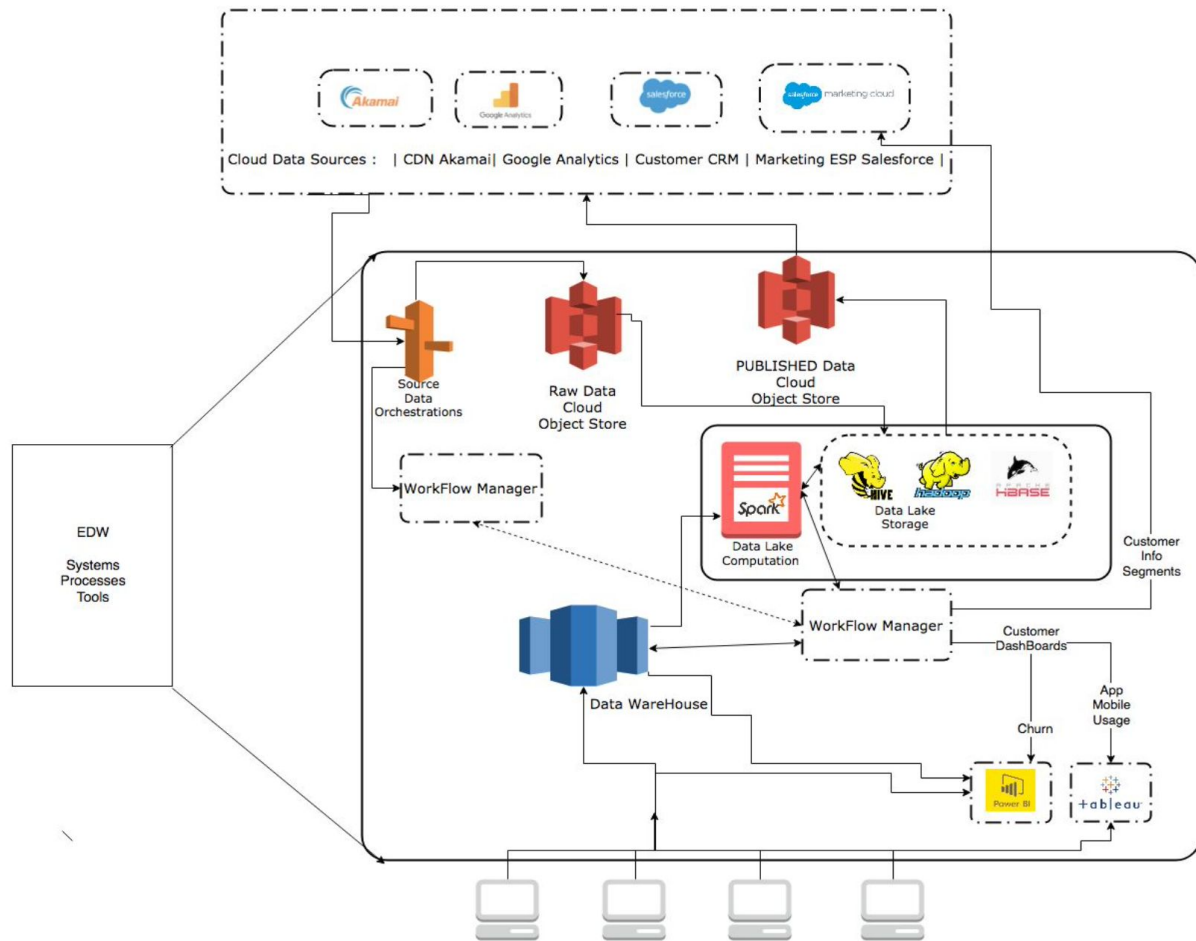 Akamai
Google Analytics
salesforce
salesforce marketing cloud
Cloud Data Sources : | CDN Akamai| Google Analytics | Customer CRM | Marketing ESP Salesforce |
Source
Data
Orchestrations
Raw Data
Cloud
Object Store
PUBLISHED Data
Cloud
Object Store
WorkFlow Manager
Spark
Data Lake
Computation
HIVE
hadoop
APACHE
HBASE
Data Lake
Storage
Customer
Info
Segments
EDW
Systems
Processes
Tools
WorkFlow Manager
Data WareHouse
Customer
DashBoards
App
Mobile
Usage
Churn
Power BI
+ableau